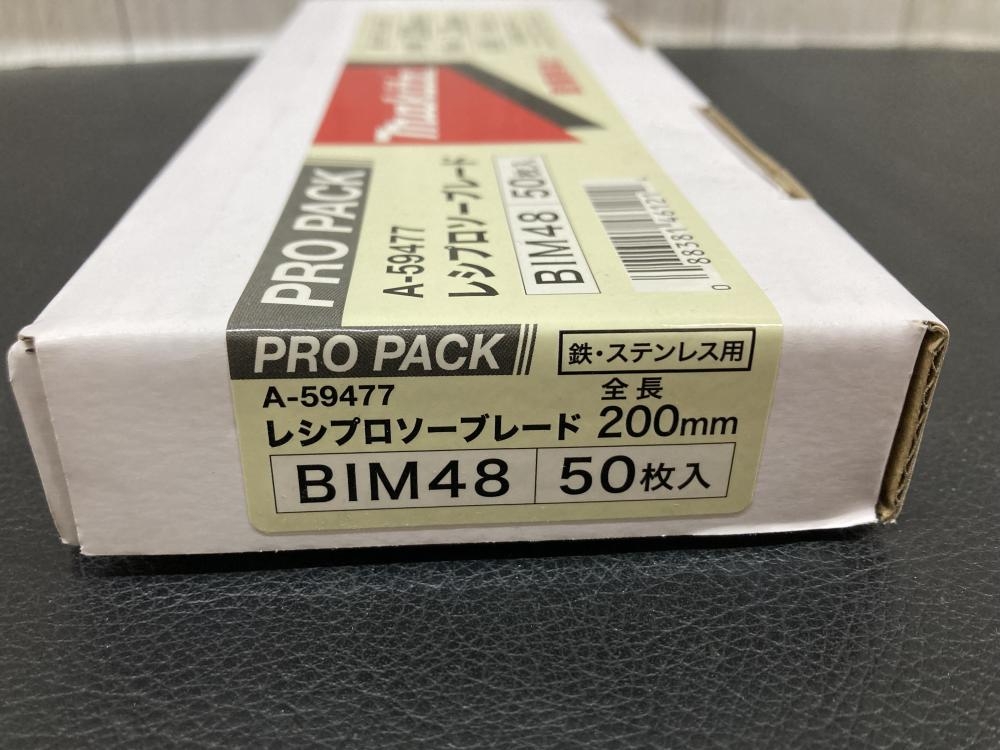 makita
PRO PACK
A-59477
レシプロソーブレード
BIM48 50枚入
PRO PACK
鉄・ステンレス用
A-59477
全長
レシプロソーブレード 200mm
BIM48 50枚入